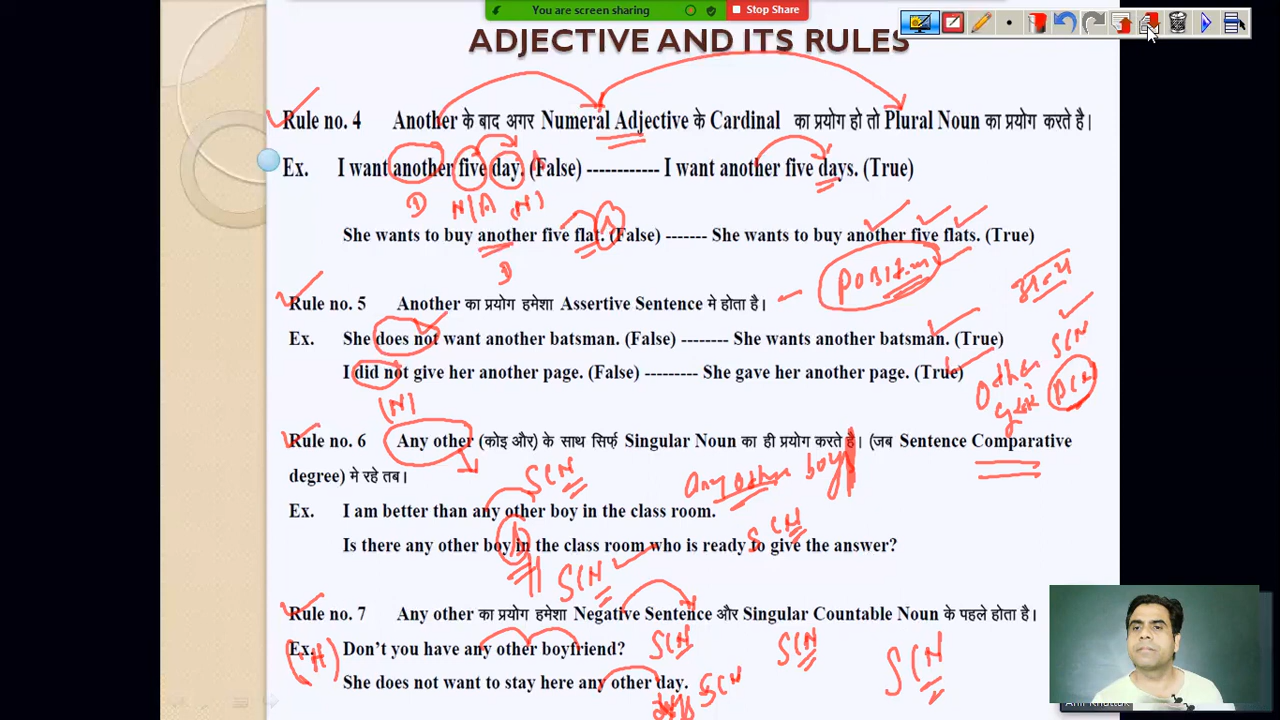 You are screen sharing Stop Share
ADJECTIVE AND ITS RULES
Rule no. 4 Another के बाद अगर Numeral Adjective के Cardinal का प्रयोग हो तो Plural Noun का प्रयोग करते है।
Ex. I want another five day. (False) ------------ I want another five days. (True)
D N/A (N)
She wants to buy another five flat. (False) ------- She wants to buy another five flats. (True)
D
Rule no. 5 Another का प्रयोग हमेशा Assertive Sentence मे होता है।
Ex. She does not want another batsman. (False) -------- She wants another batsman. (True)
SCN
I did not give her another page. (False) --------- She gave her another page. (True)
Other
(N)
Rule no. 6 Any other (कोइ और) के साथ सिर्फ़ Singular Noun का ही प्रयोग करते है। (जब Sentence Comparative
degree) मे रहे तब।
SCN Any other boys
Ex. I am better than any other boy in the class room.
SCN
Is there any other boy in the class room who is ready to give the answer?
SCN
Rule no. 7 Any other का प्रयोग हमेशा Negative Sentence और Singular Countable Noun के पहले होता है।
Ex. Don't you have any other boyfriend?
SCN SCN SCN
She does not want to stay here any other day.
SCN